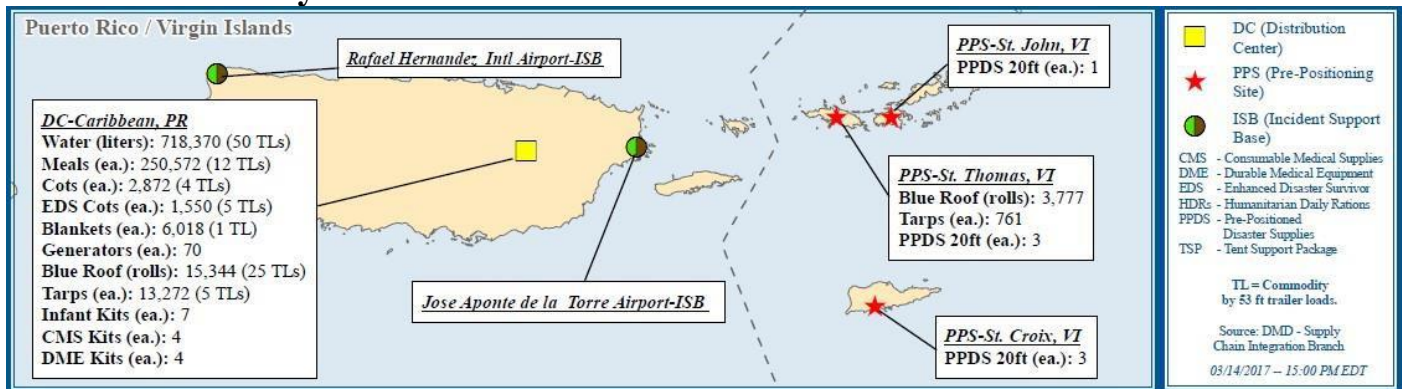 Puerto Rico / Virgin Islands
Rafael Hernandez Intl Airport-ISB
DC-Caribbean, PR
Water (liters): 718,370 (50 TLs)
Meals (ea.): 250,572 (12 TLs)
Cots (ea.): 2,872 (4 TLs)
EDS Cots (ea.): 1,550 (5 TLs)
Blankets (ea.): 6,018 (1 TL)
Generators (ea.): 70
Blue Roof (rolls): 15,344 (25 TLs)
Tarps (ea.): 13,272 (5 TLs)
Infant Kits (ea.): 7
CMS Kits (ea.): 4
DME Kits (ea.): 4
Jose Aponte de la Torre Airport-ISB
PPS-St. John, VI
PPDS 20ft (ea.): 1
PPS-St. Thomas, VI
Blue Roof (rolls): 3,777
Tarps (ea.): 761
PPDS 20ft (ea.): 3
PPS-St. Croix, VI
PPDS 20ft (ea.): 3
DC (Distribution
Center)
PPS (Pre-Positioning
Site)
ISB (Incident Support
Base)
CMS - Consumable Medical Supplies
DME - Durable Medical Equipment
EDS - Enhanced Disaster Survivor
HDRs - Humanitarian Daily Rations
PPDS - Pre-Positioned
Disaster Supplies
TSP - Tent Support Package
TL = Commodity
by 53 ft trailer loads.
Source: DMD - Supply
Chain Integration Branch
03/14/2017 -- 15:00 PM EDT